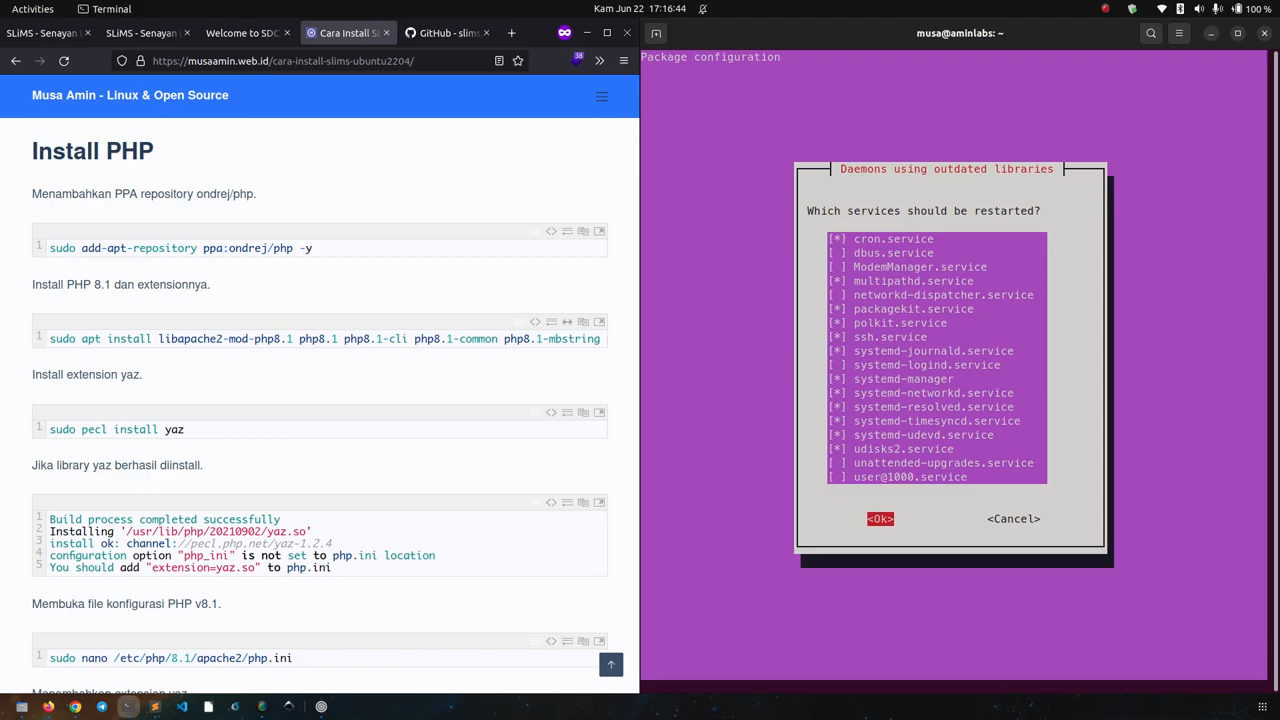 Activities
Terminal
Kam Jun 22 17:16:44
100 %
SLiMS - Senayan L
SLiMS - Senayan L
Welcome to SDC
Cara Install SL
GitHub - slims
38
https://musaamin.web.id/cara-install-slims-ubuntu2204/
Musa Amin - Linux & Open Source
Install PHP
Menambahkan PPA repository ondrej/php.
1 sudo add-apt-repository ppa:ondrej/php -y
Install PHP 8.1 dan extensionnya.
1 sudo apt install libapache2-mod-php8.1 php8.1 php8.1-cli php8.1-common php8.1-mbstring
Install extension yaz.
1 sudo pecl install yaz
Jika library yaz berhasil diinstall.
1 Build process completed successfully
2 Installing '/usr/lib/php/20210902/yaz.so'
3 install ok: channel://pecl.php.net/yaz-1.2.4
4 configuration option "php_ini" is not set to php.ini location
5 You should add "extension=yaz.so" to php.ini
Membuka file konfigurasi PHP v8.1.
1 sudo nano /etc/php/8.1/apache2/php.ini
Menambahkan extension yaz
musa@aminlabs: ~
Package configuration
Daemons using outdated libraries
Which services should be restarted?
[*] cron.service
[ ] dbus.service
[ ] ModemManager.service
[*] multipathd.service
[ ] networkd-dispatcher.service
[*] packagekit.service
[*] polkit.service
[*] ssh.service
[*] systemd-journald.service
[ ] systemd-logind.service
[*] systemd-manager
[*] systemd-networkd.service
[*] systemd-resolved.service
[*] systemd-timesyncd.service
[*] systemd-udevd.service
[*] udisks2.service
[ ] unattended-upgrades.service
[ ] user@1000.service
<Ok>
<Cancel>